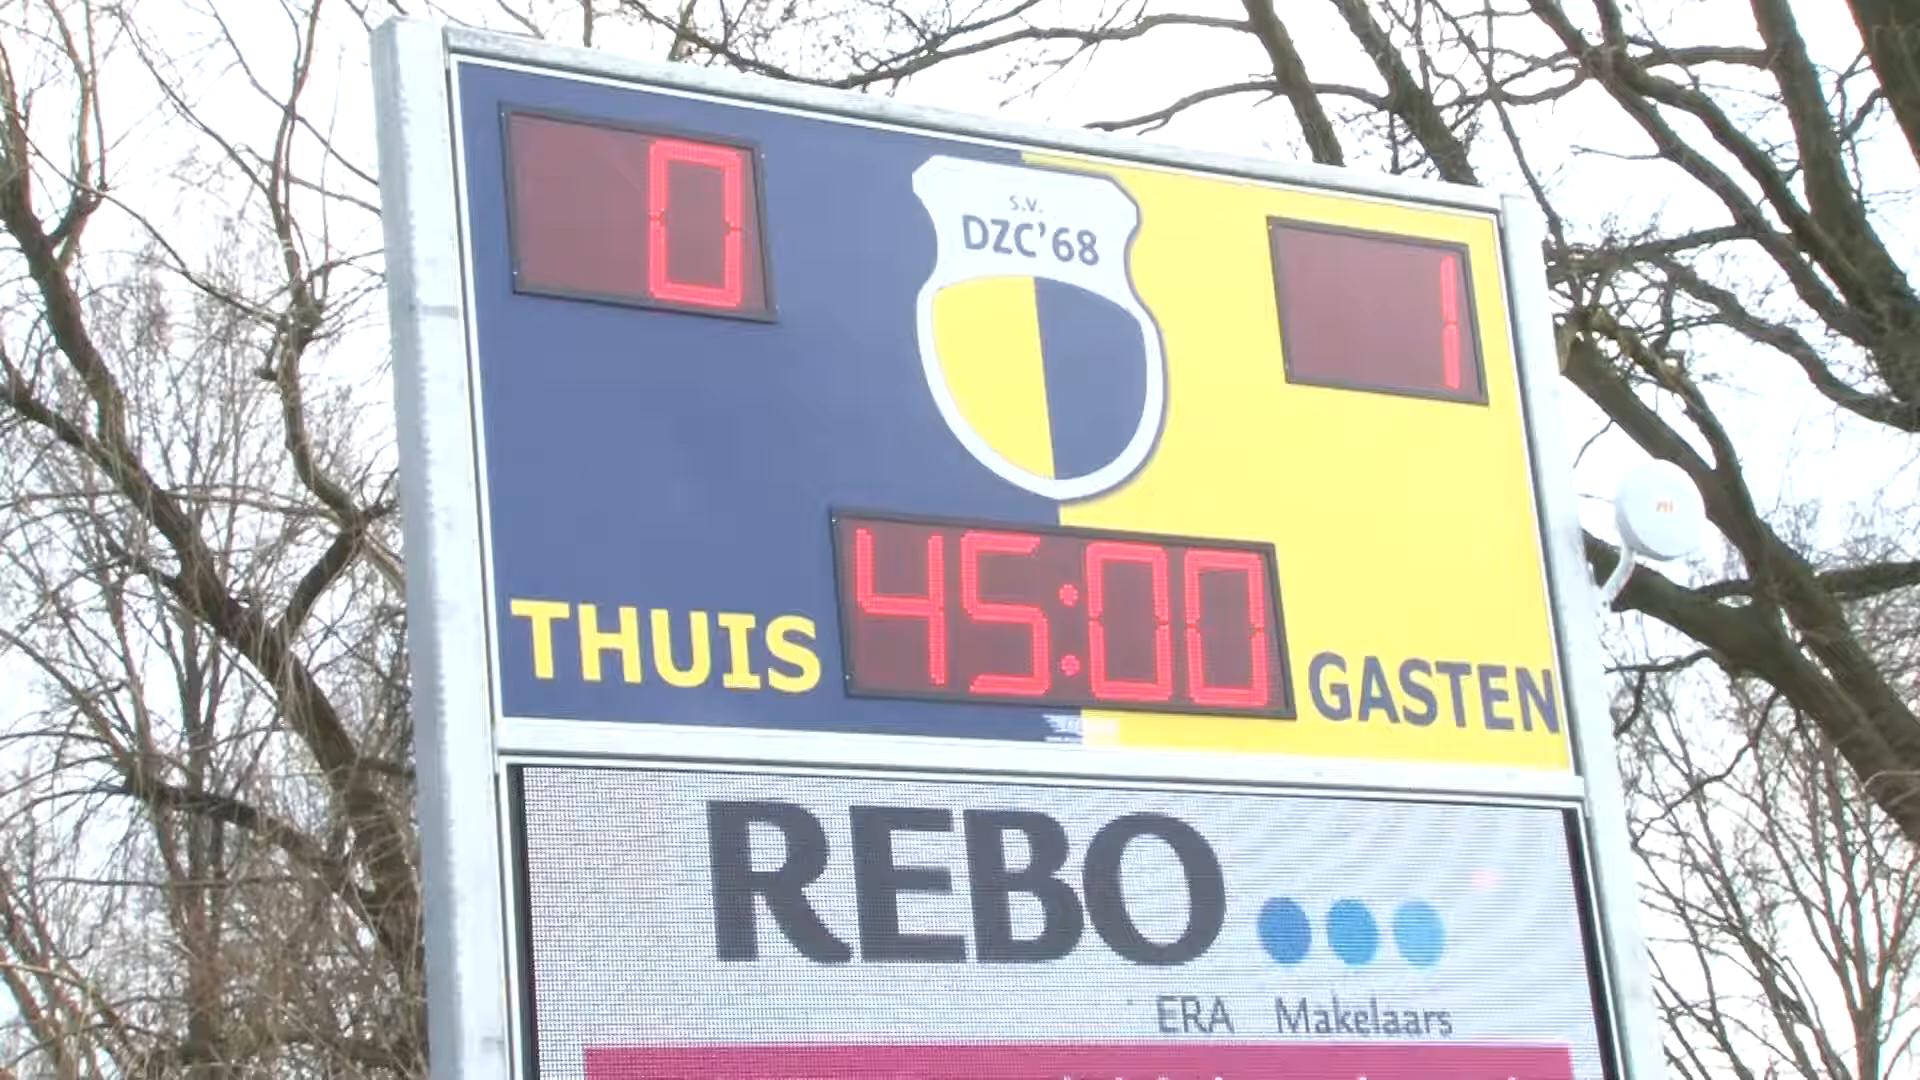 0
s.v.
DZC'68
1
THUIS
45:00
GASTEN
REBO
ERA Makelaars